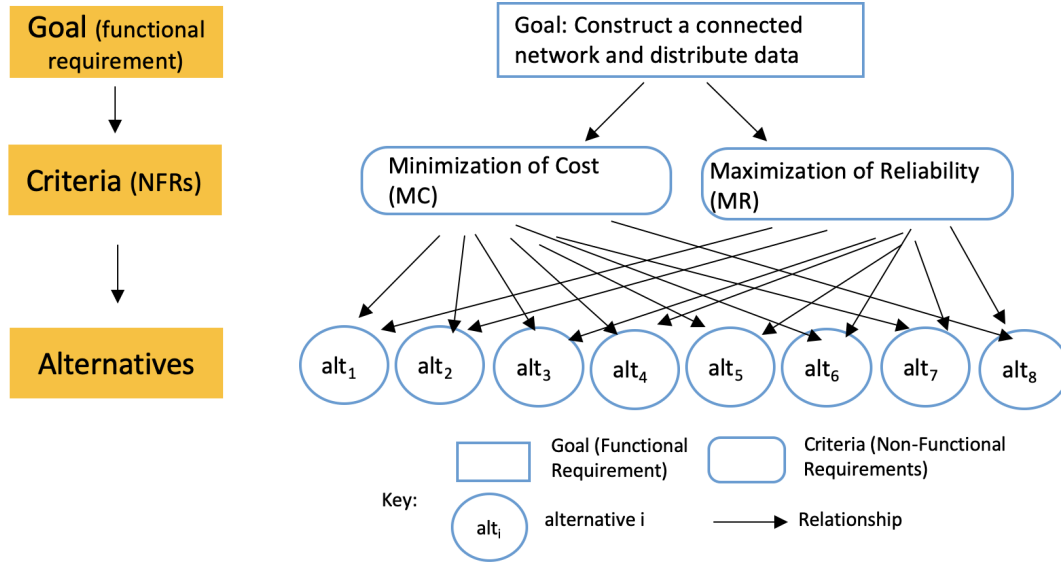 Goal (functional
requirement)
Goal: Construct a connected
network and distribute data
Criteria (NFRs)
Minimization of Cost
(MC)
Maximization of Reliability
(MR)
Alternatives
alt1
alt2
alt3
alt4
alt5
alt6
alt7
alt8
Goal (Functional
Requirement)
Criteria (Non-Functional
Requirements)
Key:
alti
alternative i
Relationship